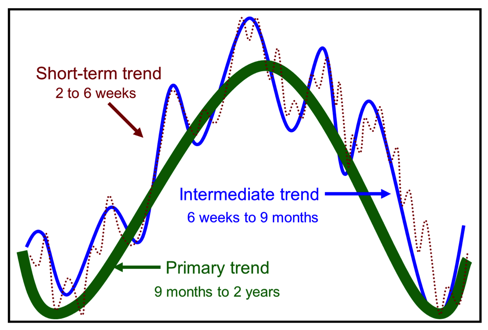 Short-term trend
2 to 6 weeks
Intermediate trend
6 weeks to 9 months
Primary trend
9 months to 2 years